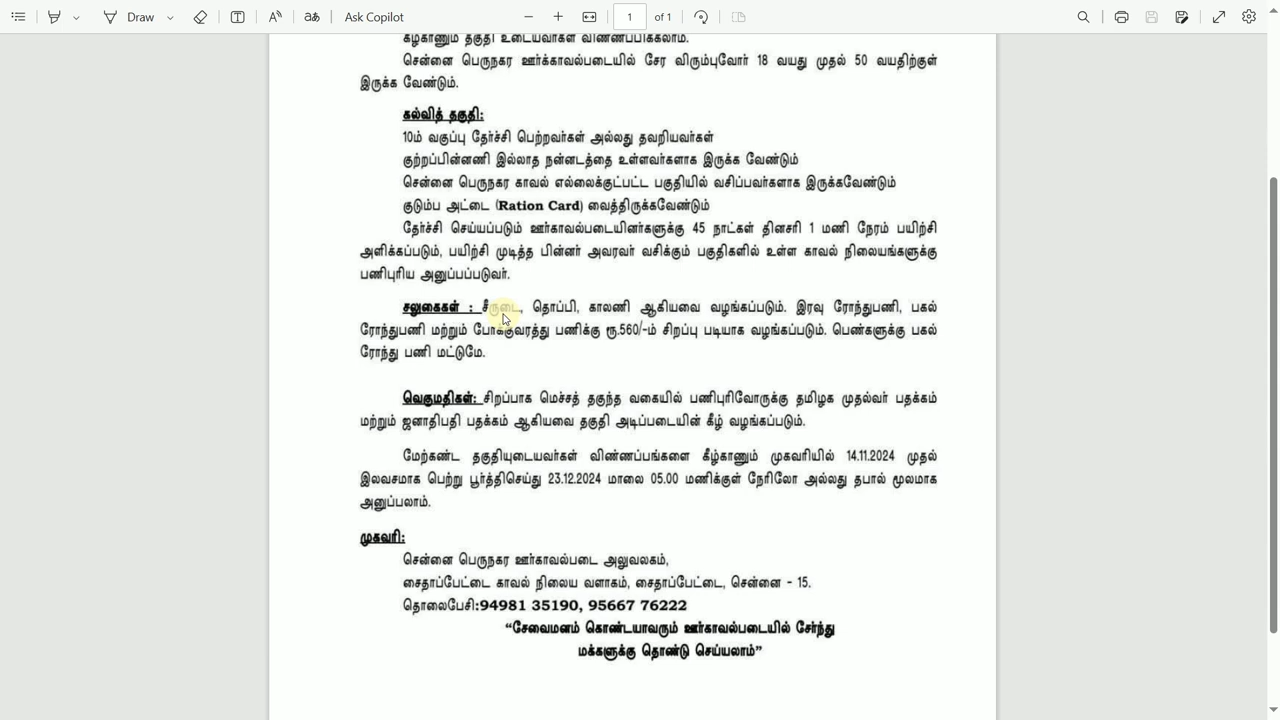 Draw
Ask Copilot
1 of 1
கீழ்காணும் தகுதி உடையவர்கள் விண்ணப்பிக்கலாம்.
சென்னை பெருநகர ஊர்க்காவல்படையில் சேர விரும்புவோர் 18 வயது முதல் 50 வயதிற்குள்
இருக்க வேண்டும்.
கல்வித் தகுதி:
10ம் வகுப்பு தேர்ச்சி பெற்றவர்கள் அல்லது தவறியவர்கள்
குற்றப்பின்னணி இல்லாத நன்னடத்தை உள்ளவர்களாக இருக்க வேண்டும்
சென்னை பெருநகர காவல் எல்லைக்குட்பட்ட பகுதியில் வசிப்பவர்களாக இருக்கவேண்டும்
குடும்ப அட்டை (Ration Card) வைத்திருக்கவேண்டும்
தேர்ச்சி செய்யப்படும் ஊர்காவல்படையினர்களுக்கு 45 நாட்கள் தினசரி 1 மணி நேரம் பயிற்சி
அளிக்கப்படும், பயிற்சி முடித்த பின்னர் அவரவர் வசிக்கும் பகுதிகளில் உள்ள காவல் நிலையங்களுக்கு
பணிபுரிய அனுப்பப்படுவர்.
சலுகைகள் : சீருடை, தொப்பி, காலணி ஆகியவை வழங்கப்படும். இரவு ரோந்துபணி, பகல்
ரோந்துபணி மற்றும் போக்குவரத்து பணிக்கு ரூ.560/-ம் சிறப்பு படியாக வழங்கப்படும். பெண்களுக்கு பகல்
ரோந்து பணி மட்டுமே.
வெகுமதிகள்: சிறப்பாக மெச்சத் தகுந்த வகையில் பணிபுரிவோருக்கு தமிழக முதல்வர் பதக்கம்
மற்றும் ஜனாதிபதி பதக்கம் ஆகியவை தகுதி அடிப்படையின் கீழ் வழங்கப்படும்.
மேற்கண்ட தகுதியுடையவர்கள் விண்ணப்பங்களை கீழ்காணும் முகவரியில் 14.11.2024 முதல்
இலவசமாக பெற்று பூர்த்திசெய்து 23.12.2024 மாலை 05.00 மணிக்குள் நேரிலோ அல்லது தபால் மூலமாக
அனுப்பலாம்.
முகவரி:
சென்னை பெருநகர ஊர்காவல்படை அலுவலகம்,
சைதாப்பேட்டை காவல் நிலைய வளாகம், சைதாப்பேட்டை, சென்னை - 15.
தொலைபேசி:94981 35190, 95667 76222
“சேவைமனம் கொண்டயாவரும் ஊர்காவல்படையில் சேர்ந்து
மக்களுக்கு தொண்டு செய்யலாம்”